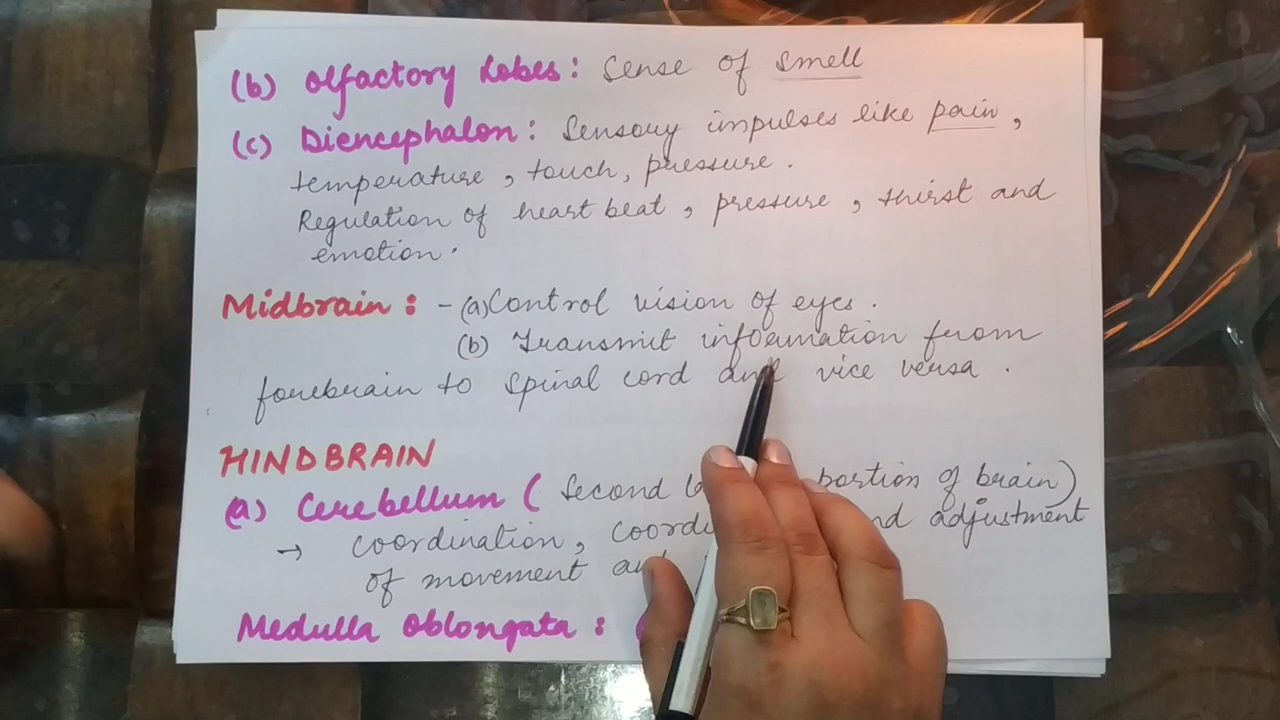 (b) Olfactory Lobes: Sense of smell
(c) Diencephalon: Sensory impulses like pain,
temperature, touch, pressure.
Regulation of heart beat, pressure, thirst and
emotion.
Midbrain: - (a) Control vision of eyes.
(b) Transmit information from
forebrain to spinal cord and vice versa.
HINDBRAIN
(a) Cerebellum ( Second portion of brain)
→ coordination, adjustment
of movement
Medulla Oblongata: (